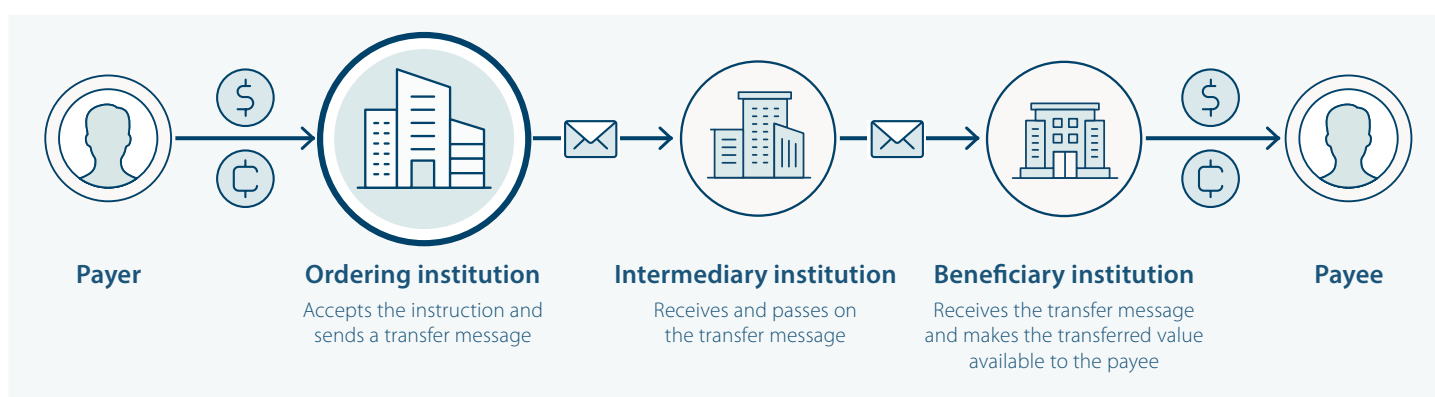 $
$
Payer
Ordering institution
Accepts the instruction and
sends a transfer message
Intermediary institution
Receives and passes on
the transfer message
Beneficiary institution
Receives the transfer message
and makes the transferred value
available to the payee
Payee